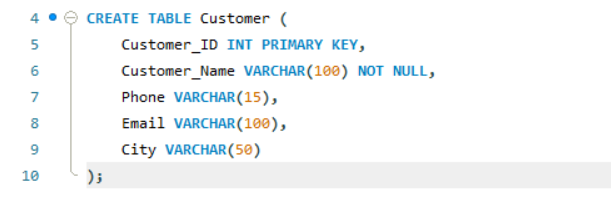 4 CREATE TABLE Customer (
5 Customer_ID INT PRIMARY KEY,
6 Customer_Name VARCHAR(100) NOT NULL,
7 Phone VARCHAR(15),
8 Email VARCHAR(100),
9 City VARCHAR(50)
10 );